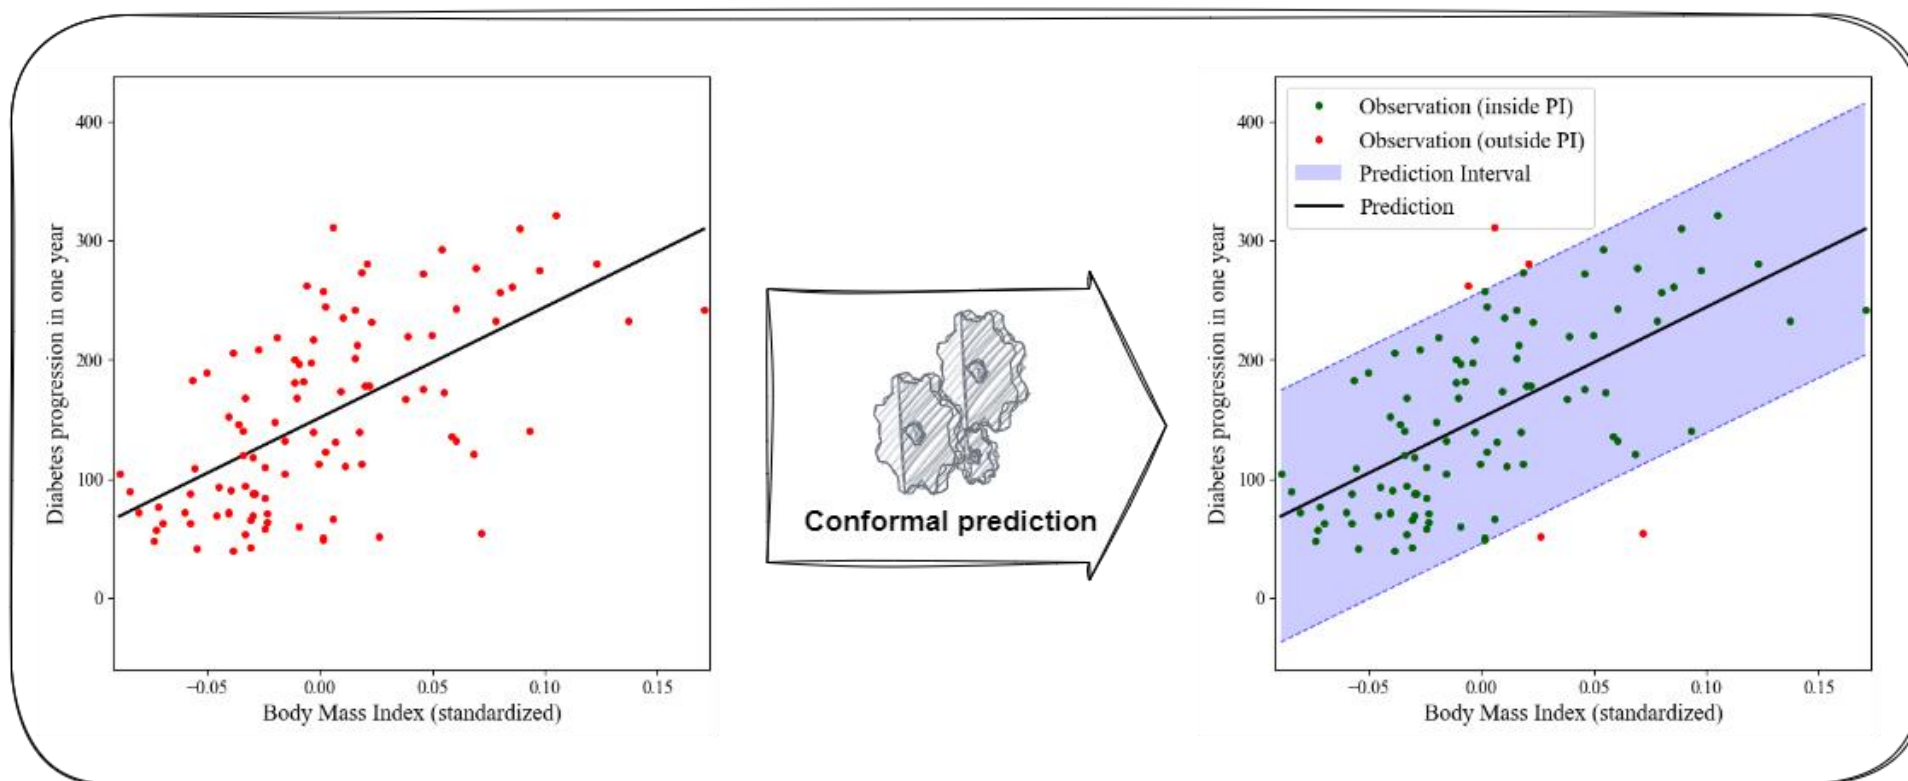 400
300
200
100
0
Diabetes progression in one year
−0.05
0.00
0.05
0.10
0.15
Body Mass Index (standardized)
Conformal prediction
Observation (inside PI)
Observation (outside PI)
Prediction Interval
Prediction
400
300
200
100
0
Diabetes progression in one year
−0.05
0.00
0.05
0.10
0.15
Body Mass Index (standardized)